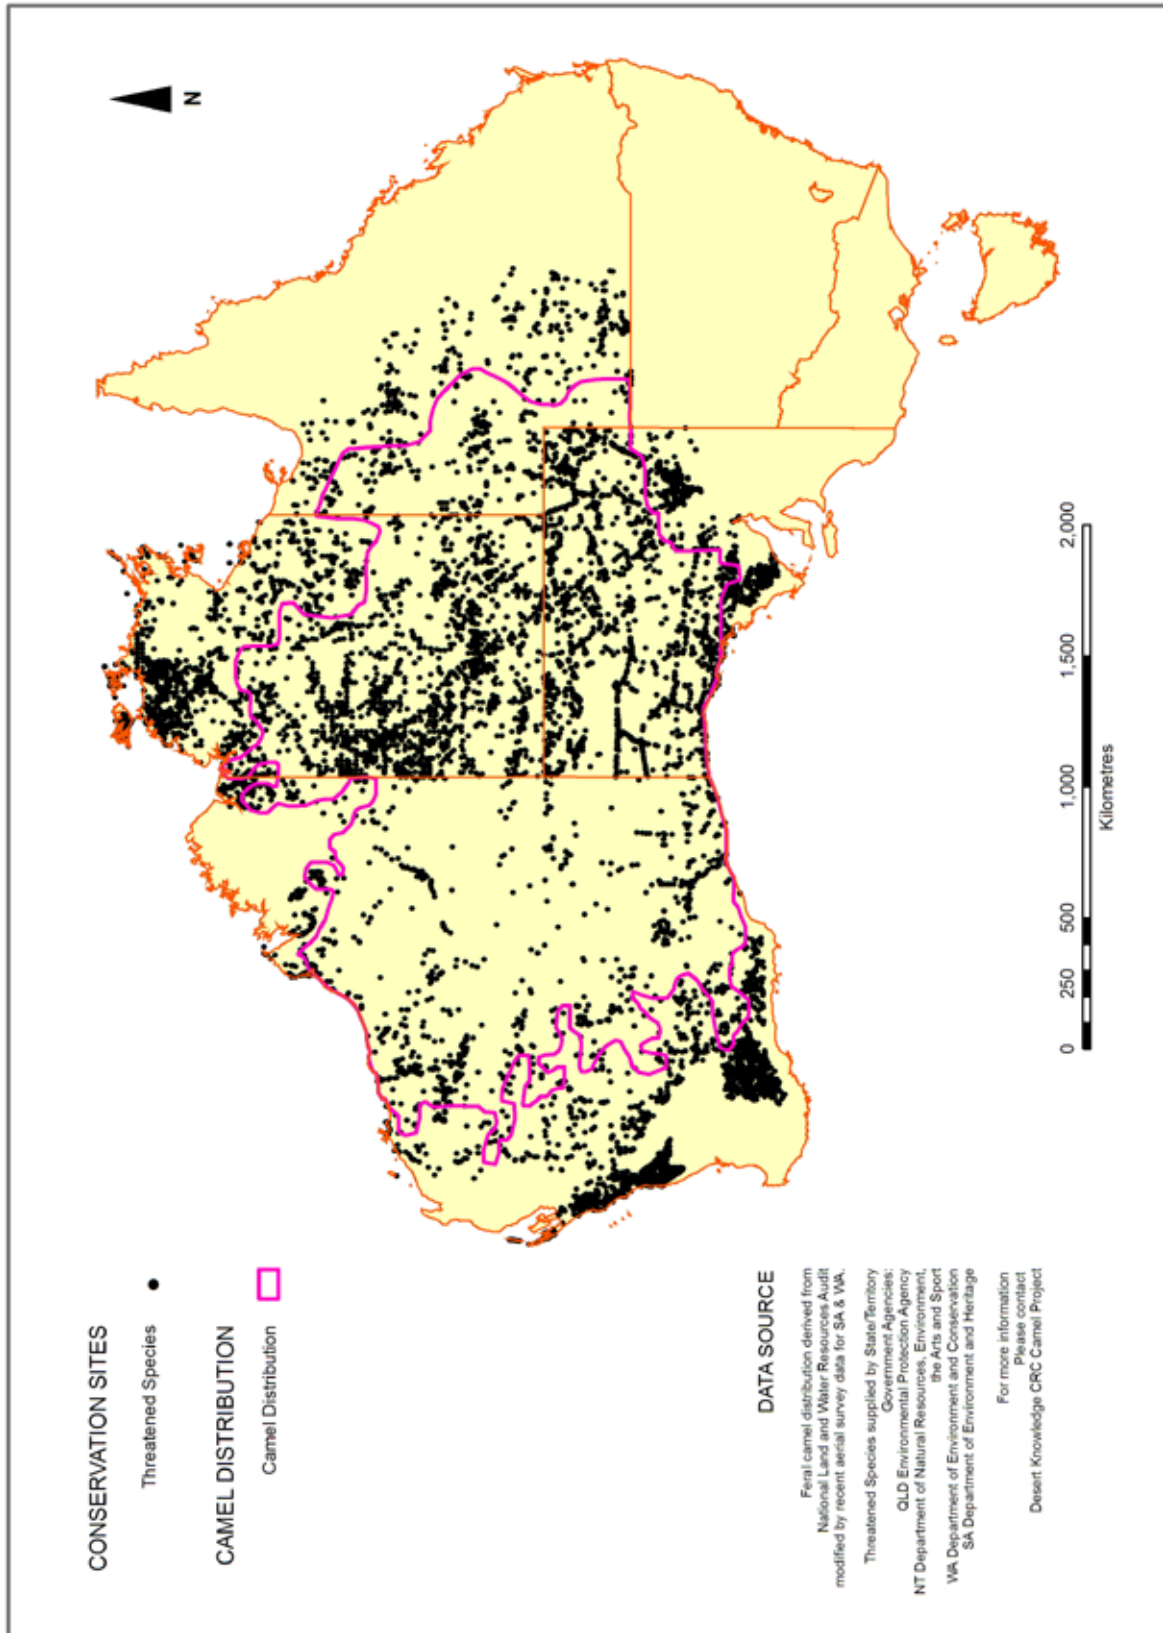 CONSERVATION SITES
Threatened Species
CAMEL DISTRIBUTION
Camel Distribution
DATA SOURCE
Feral camel distribution derived from
National Land and Water Resources Audit
modified by recent aerial survey data for SA & WA.
Threatened Species supplied by State/Territory
Government Agencies:
QLD Environmental Protection Agency
NT Department of Natural Resources, Environment,
the Arts and Sport
WA Department of Environment and Conservation
SA Department of Environment and Heritage
For more information
Please contact
Desert Knowledge CRC Camel Project
0 250 500 1,000 1,500 2,000
Kilometres
N